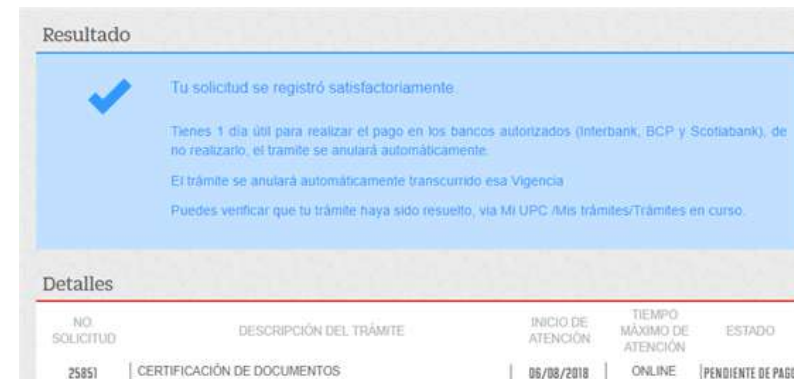 Resultado
Tu solicitud se registró satisfactoriamente.
Tienes 1 día útil para realizar el pago en los bancos autorizados (Interbank, BCP y Scotiabank), de
no realizarlo, el tramite se anulará automáticamente.
El trámite se anulará automáticamente transcurrido esa Vigencia
Puedes verificar que tu trámite haya sido resuelto, via Mi UPC /Mis trámites/Trámites en curso.
Detalles
NO. SOLICITUD DESCRIPCIÓN DEL TRÁMITE INICIO DE ATENCIÓN TIEMPO MÁXIMO DE ATENCIÓN ESTADO
25851 CERTIFICACIÓN DE DOCUMENTOS 06/08/2018 ONLINE PENDIENTE DE PAGO